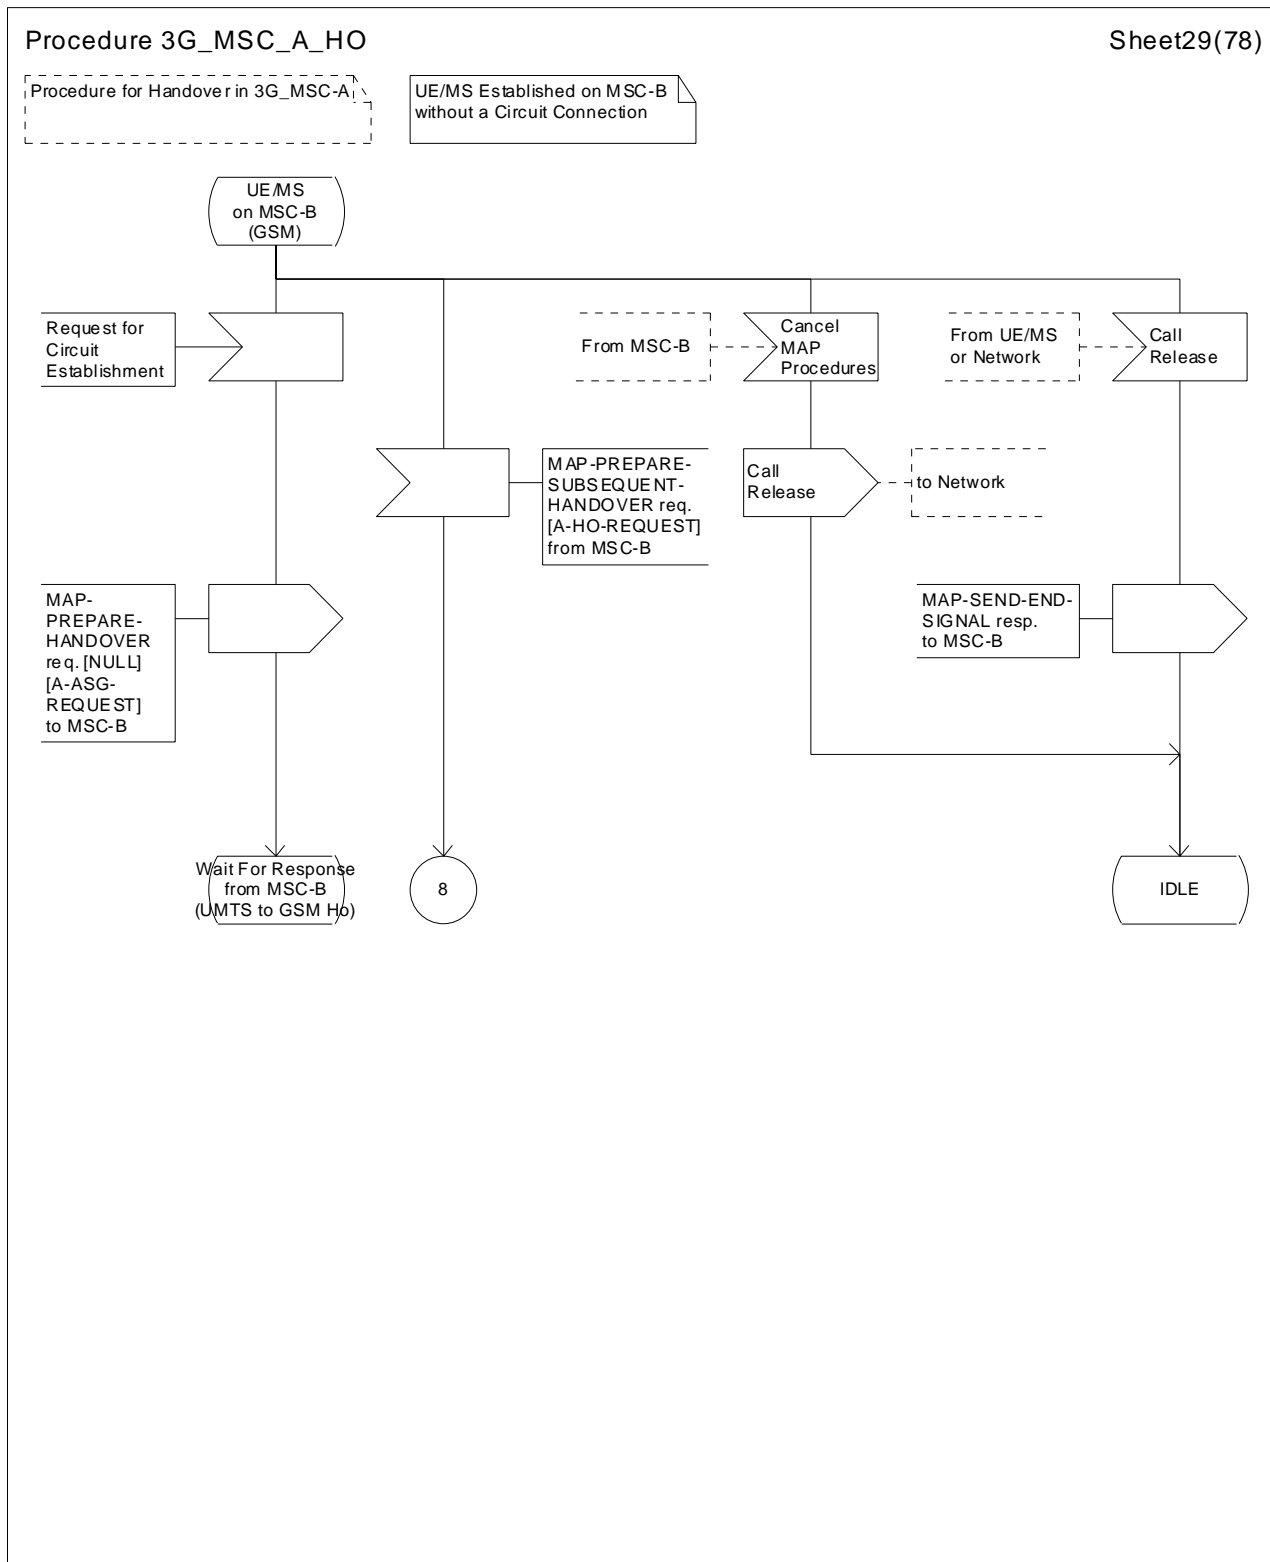 Procedure 3G_MSC_A_HO
Sheet29(78)
Procedure for Handover in 3G_MSC-A
UE/MS Established on MSC-B
without a Circuit Connection
UE/MS
on MSC-B
(GSM)
Request for
Circuit
Establishment
From MSC-B
Cancel
MAP
Procedures
From UE/MS
or Network
Call
Release
MAP-PREPARE-
SUBSEQUENT-
HANDOVER req.
[A-HO-REQUEST]
from MSC-B
Call
Release
to Network
MAP-
PREPARE-
HANDOVER
req. [NULL]
[A-ASG-
REQUEST]
to MSC-B
MAP-SEND-END-
SIGNAL resp.
to MSC-B
Wait For Response
from MSC-B
(UMTS to GSM Ho)
8
IDLE